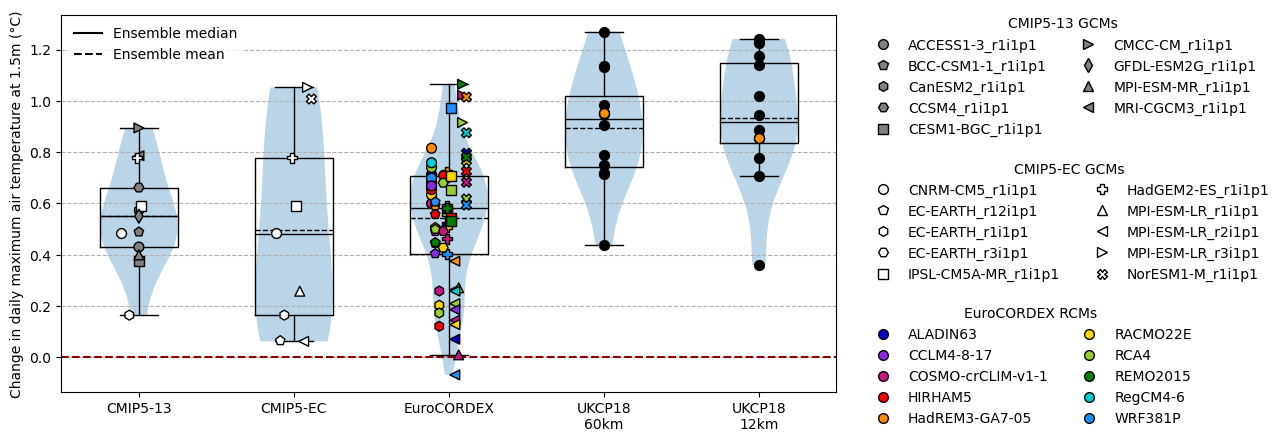 Change in daily maximum air temperature at 1.5m (°C)
1.2
1.0
0.8
0.6
0.4
0.2
0.0
Ensemble median
Ensemble mean
CMIP5-13
CMIP5-EC
EuroCORDEX
UKCP18
60km
UKCP18
12km
CMIP5-13 GCMs
ACCESS1-3_r1i1p1
BCC-CSM1-1_r1i1p1
CanESM2_r1i1p1
CCSM4_r1i1p1
CESM1-BGC_r1i1p1
CMCC-CM_r1i1p1
GFDL-ESM2G_r1i1p1
MPI-ESM-MR_r1i1p1
MRI-CGCM3_r1i1p1
CMIP5-EC GCMs
CNRM-CM5_r1i1p1
EC-EARTH_r12i1p1
EC-EARTH_r1i1p1
EC-EARTH_r3i1p1
IPSL-CM5A-MR_r1i1p1
HadGEM2-ES_r1i1p1
MPI-ESM-LR_r1i1p1
MPI-ESM-LR_r2i1p1
MPI-ESM-LR_r3i1p1
NorESM1-M_r1i1p1
EuroCORDEX RCMs
ALADIN63
CCLM4-8-17
COSMO-crCLIM-v1-1
HIRHAM5
HadREM3-GA7-05
RACMO22E
RCA4
REMO2015
RegCM4-6
WRF381P